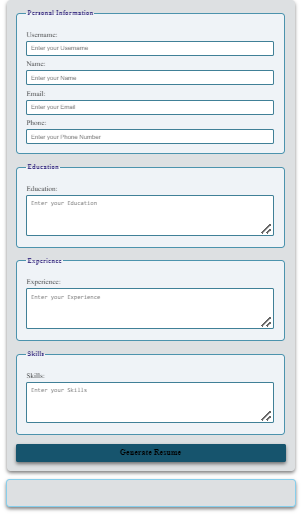 Personal Information
Username:
Enter your Username
Name:
Enter your Name
Email:
Enter your Email
Phone:
Enter your Phone Number
Education
Education:
Enter your Education
Experience
Experience:
Enter your Experience
Skills
Skills:
Enter your Skills
Generate Resume